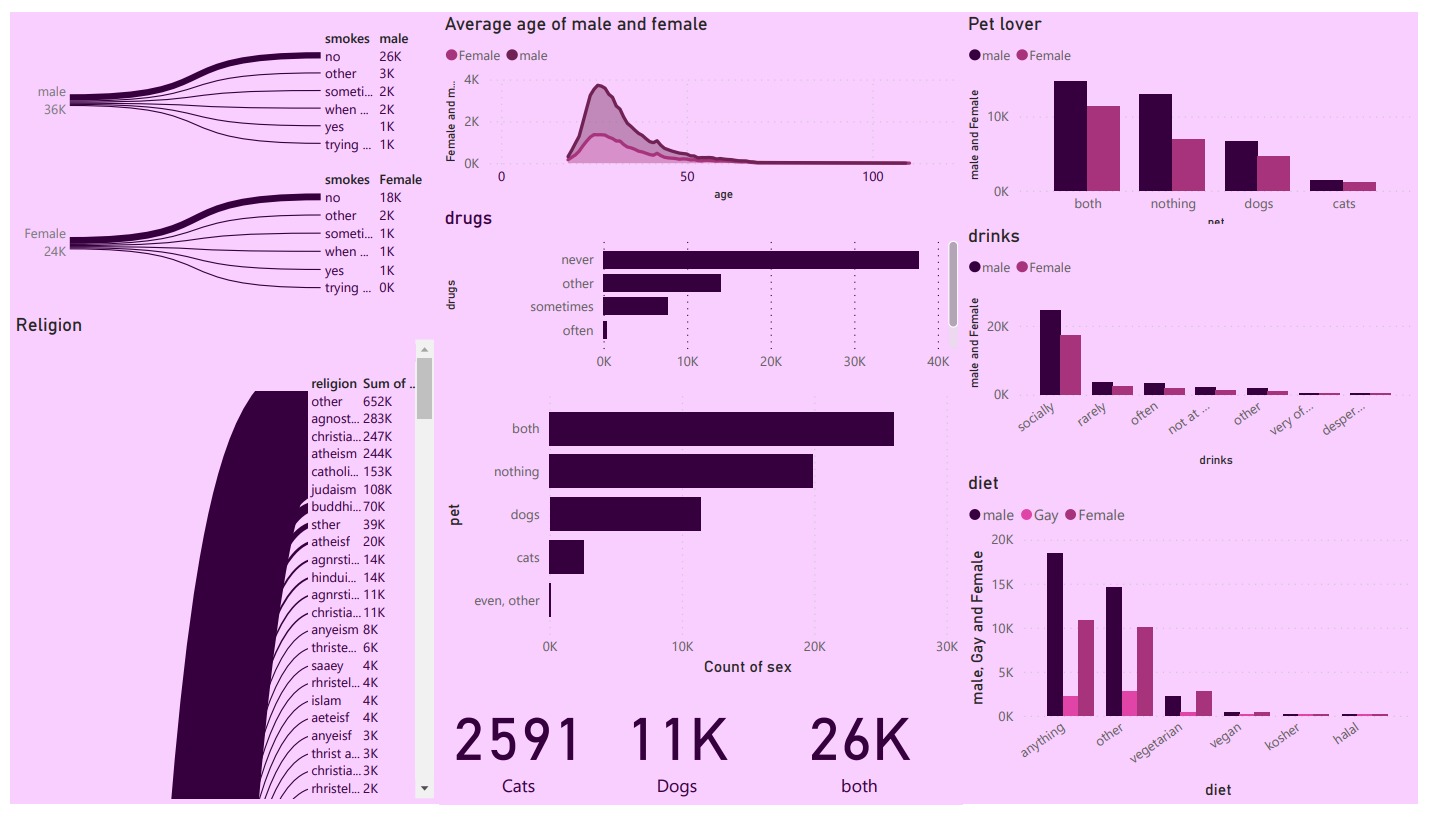 smokes male
male
36K
no 26K
other 3K
someti... 2K
when ... 2K
yes 1K
trying ... 1K
smokes Female
Female
24K
no 18K
other 2K
someti... 1K
when ... 1K
yes 1K
trying ... 0K
Religion
religion Sum of ...
other 652K
agnost... 283K
christia... 247K
atheism 244K
catholi... 153K
judaism 108K
buddhi... 70K
sther 39K
atheisf 20K
agnrsti... 14K
hindui... 14K
agnrsti... 11K
christia... 11K
anyeism 8K
thriste... 6K
saaey 4K
rhristel... 4K
islam 4K
aeteisf 4K
anyeisf 3K
thrist a... 3K
christia... 3K
rhristel... 2K
Average age of male and female
Female male
Female and m...
4K
2K
0K
0 50 100
age
drugs
drugs
never
other
sometimes
often
0K 10K 20K 30K 40K
pet
both
nothing
dogs
cats
even, other
0K 10K 20K 30K
Count of sex
2591 11K 26K
Cats Dogs both
Pet lover
male Female
male and Female
10K
0K
both nothing dogs cats
pet
drinks
male Female
male and Female
20K
0K
socially rarely often not at ... other very of... desper...
drinks
diet
male Gay Female
male, Gay and Female
20K
15K
10K
5K
0K
anything other vegetarian vegan kosher halal
diet